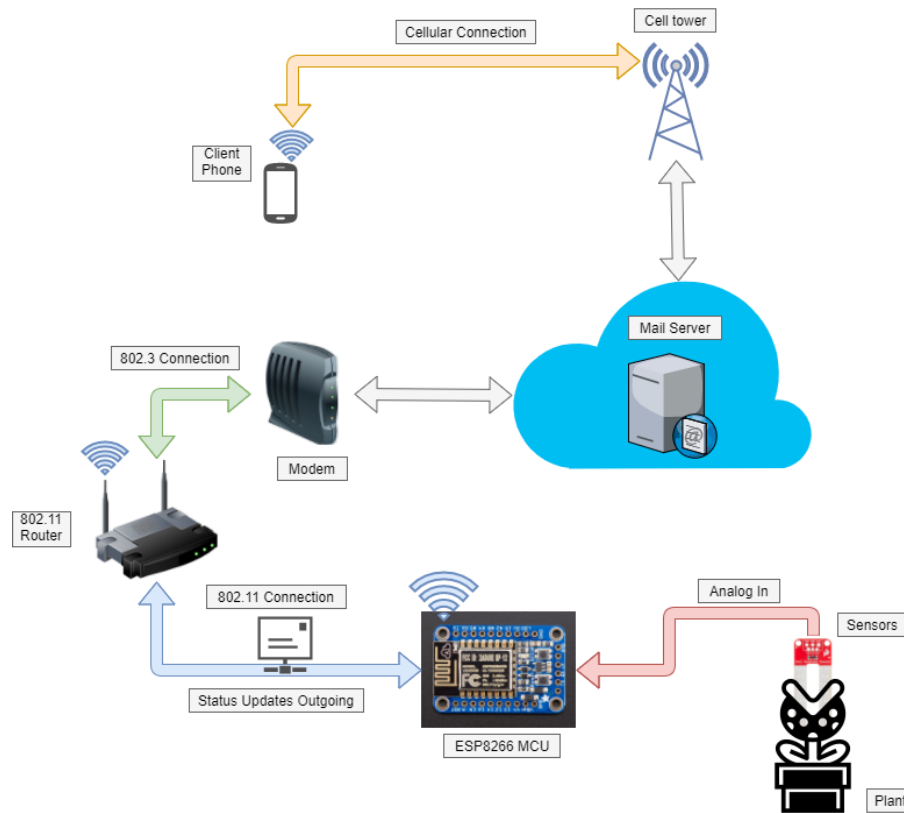 Cell tower
Cellular Connection
Client
Phone
Mail Server
802.3 Connection
Modem
802.11
Router
802.11 Connection
Analog In
Sensors
Status Updates Outgoing
ESP8266 MCU
Plant